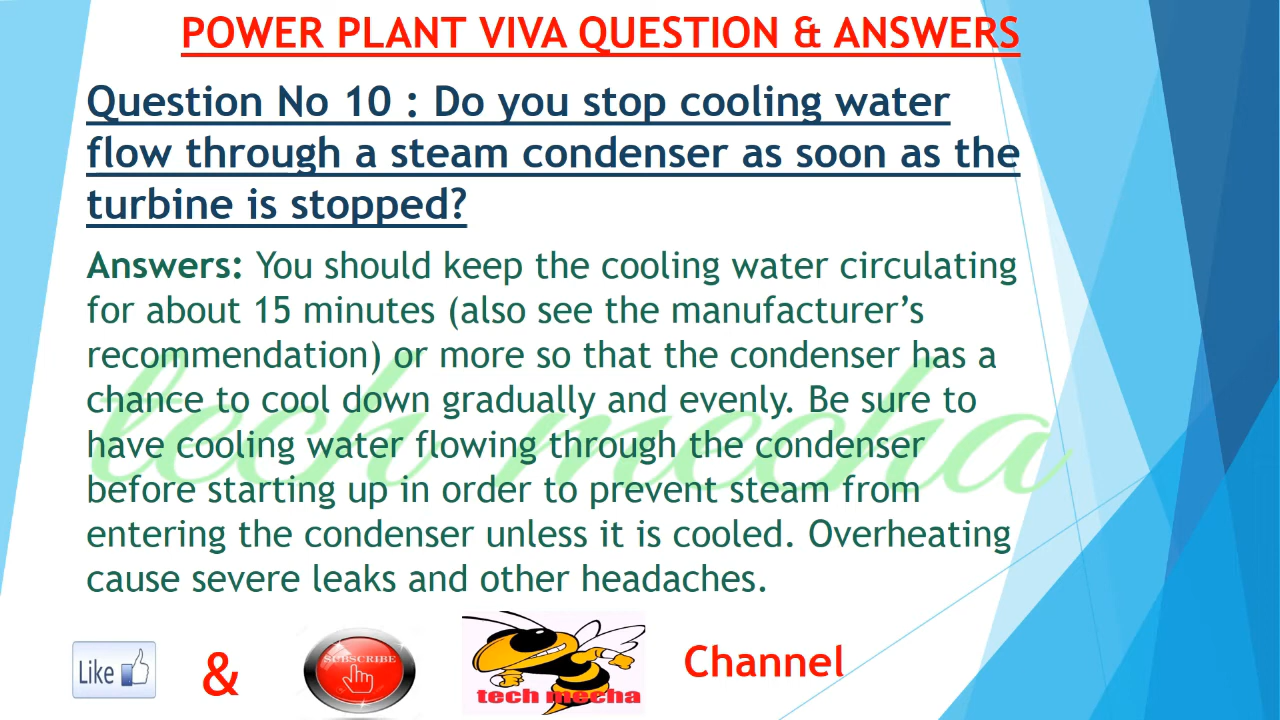 POWER PLANT VIVA QUESTION & ANSWERS
Question No 10 : Do you stop cooling water
flow through a steam condenser as soon as the
turbine is stopped?
Answers: You should keep the cooling water circulating
for about 15 minutes (also see the manufacturer’s
recommendation) or more so that the condenser has a
chance to cool down gradually and evenly. Be sure to
have cooling water flowing through the condenser
before starting up in order to prevent steam from
entering the condenser unless it is cooled. Overheating
cause severe leaks and other headaches.
tech mecha
Like & SUBSCRIBE tech mecha Channel